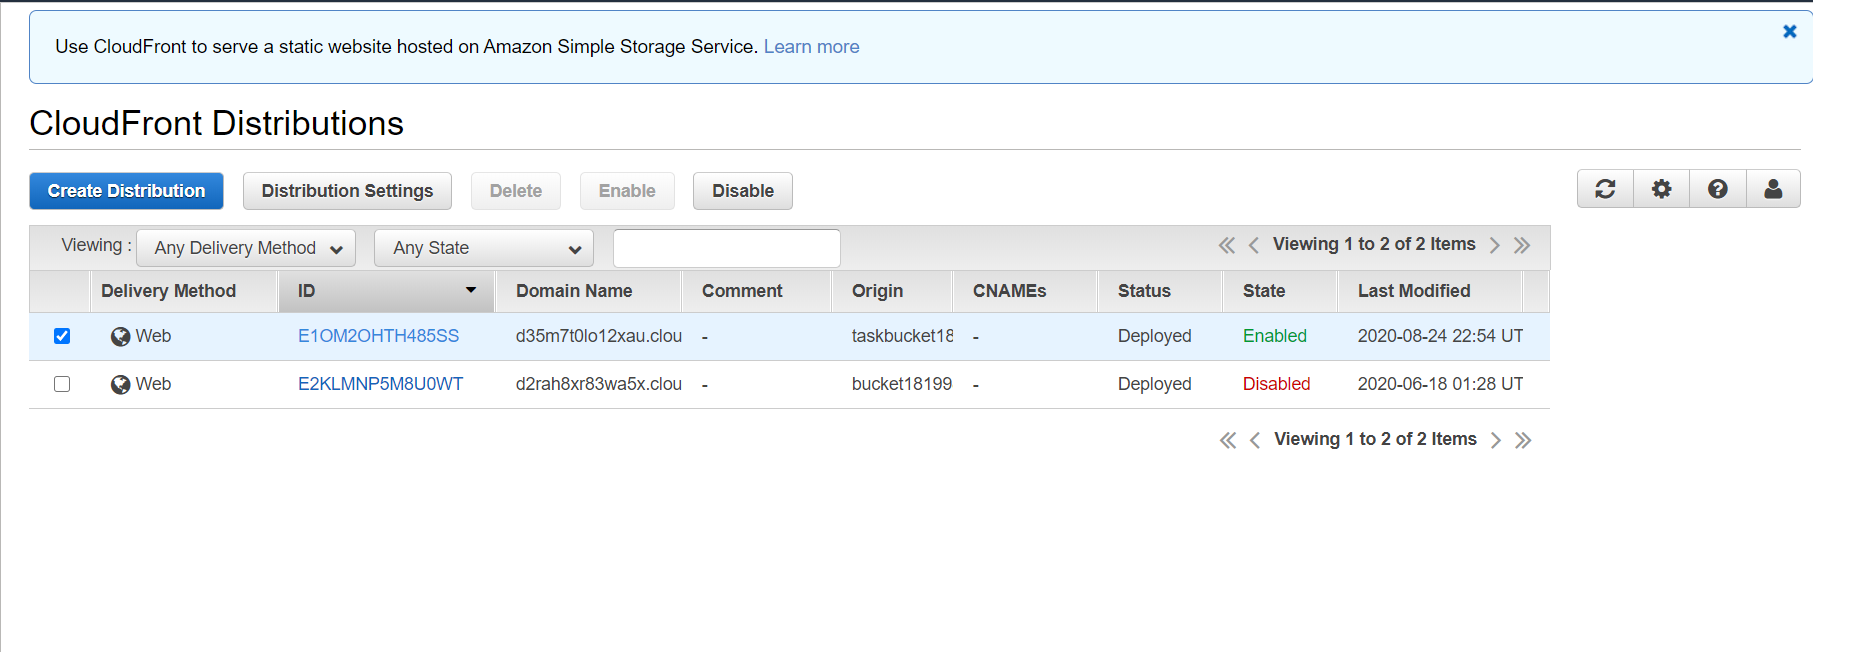 Use CloudFront to serve a static website hosted on Amazon Simple Storage Service. Learn more
CloudFront Distributions
Create Distribution Distribution Settings Delete Enable Disable
Viewing : Any Delivery Method Any State Viewing 1 to 2 of 2 Items
Delivery Method ID Domain Name Comment Origin CNAMEs Status State Last Modified
Web E1OM2OHTH485SS d35m7t0lo12xau.clou - taskbucket18 - Deployed Enabled 2020-08-24 22:54 UT
Web E2KLMNP5M8U0WT d2rah8xr83wa5x.clou - bucket18199 - Deployed Disabled 2020-06-18 01:28 UT
Viewing 1 to 2 of 2 Items